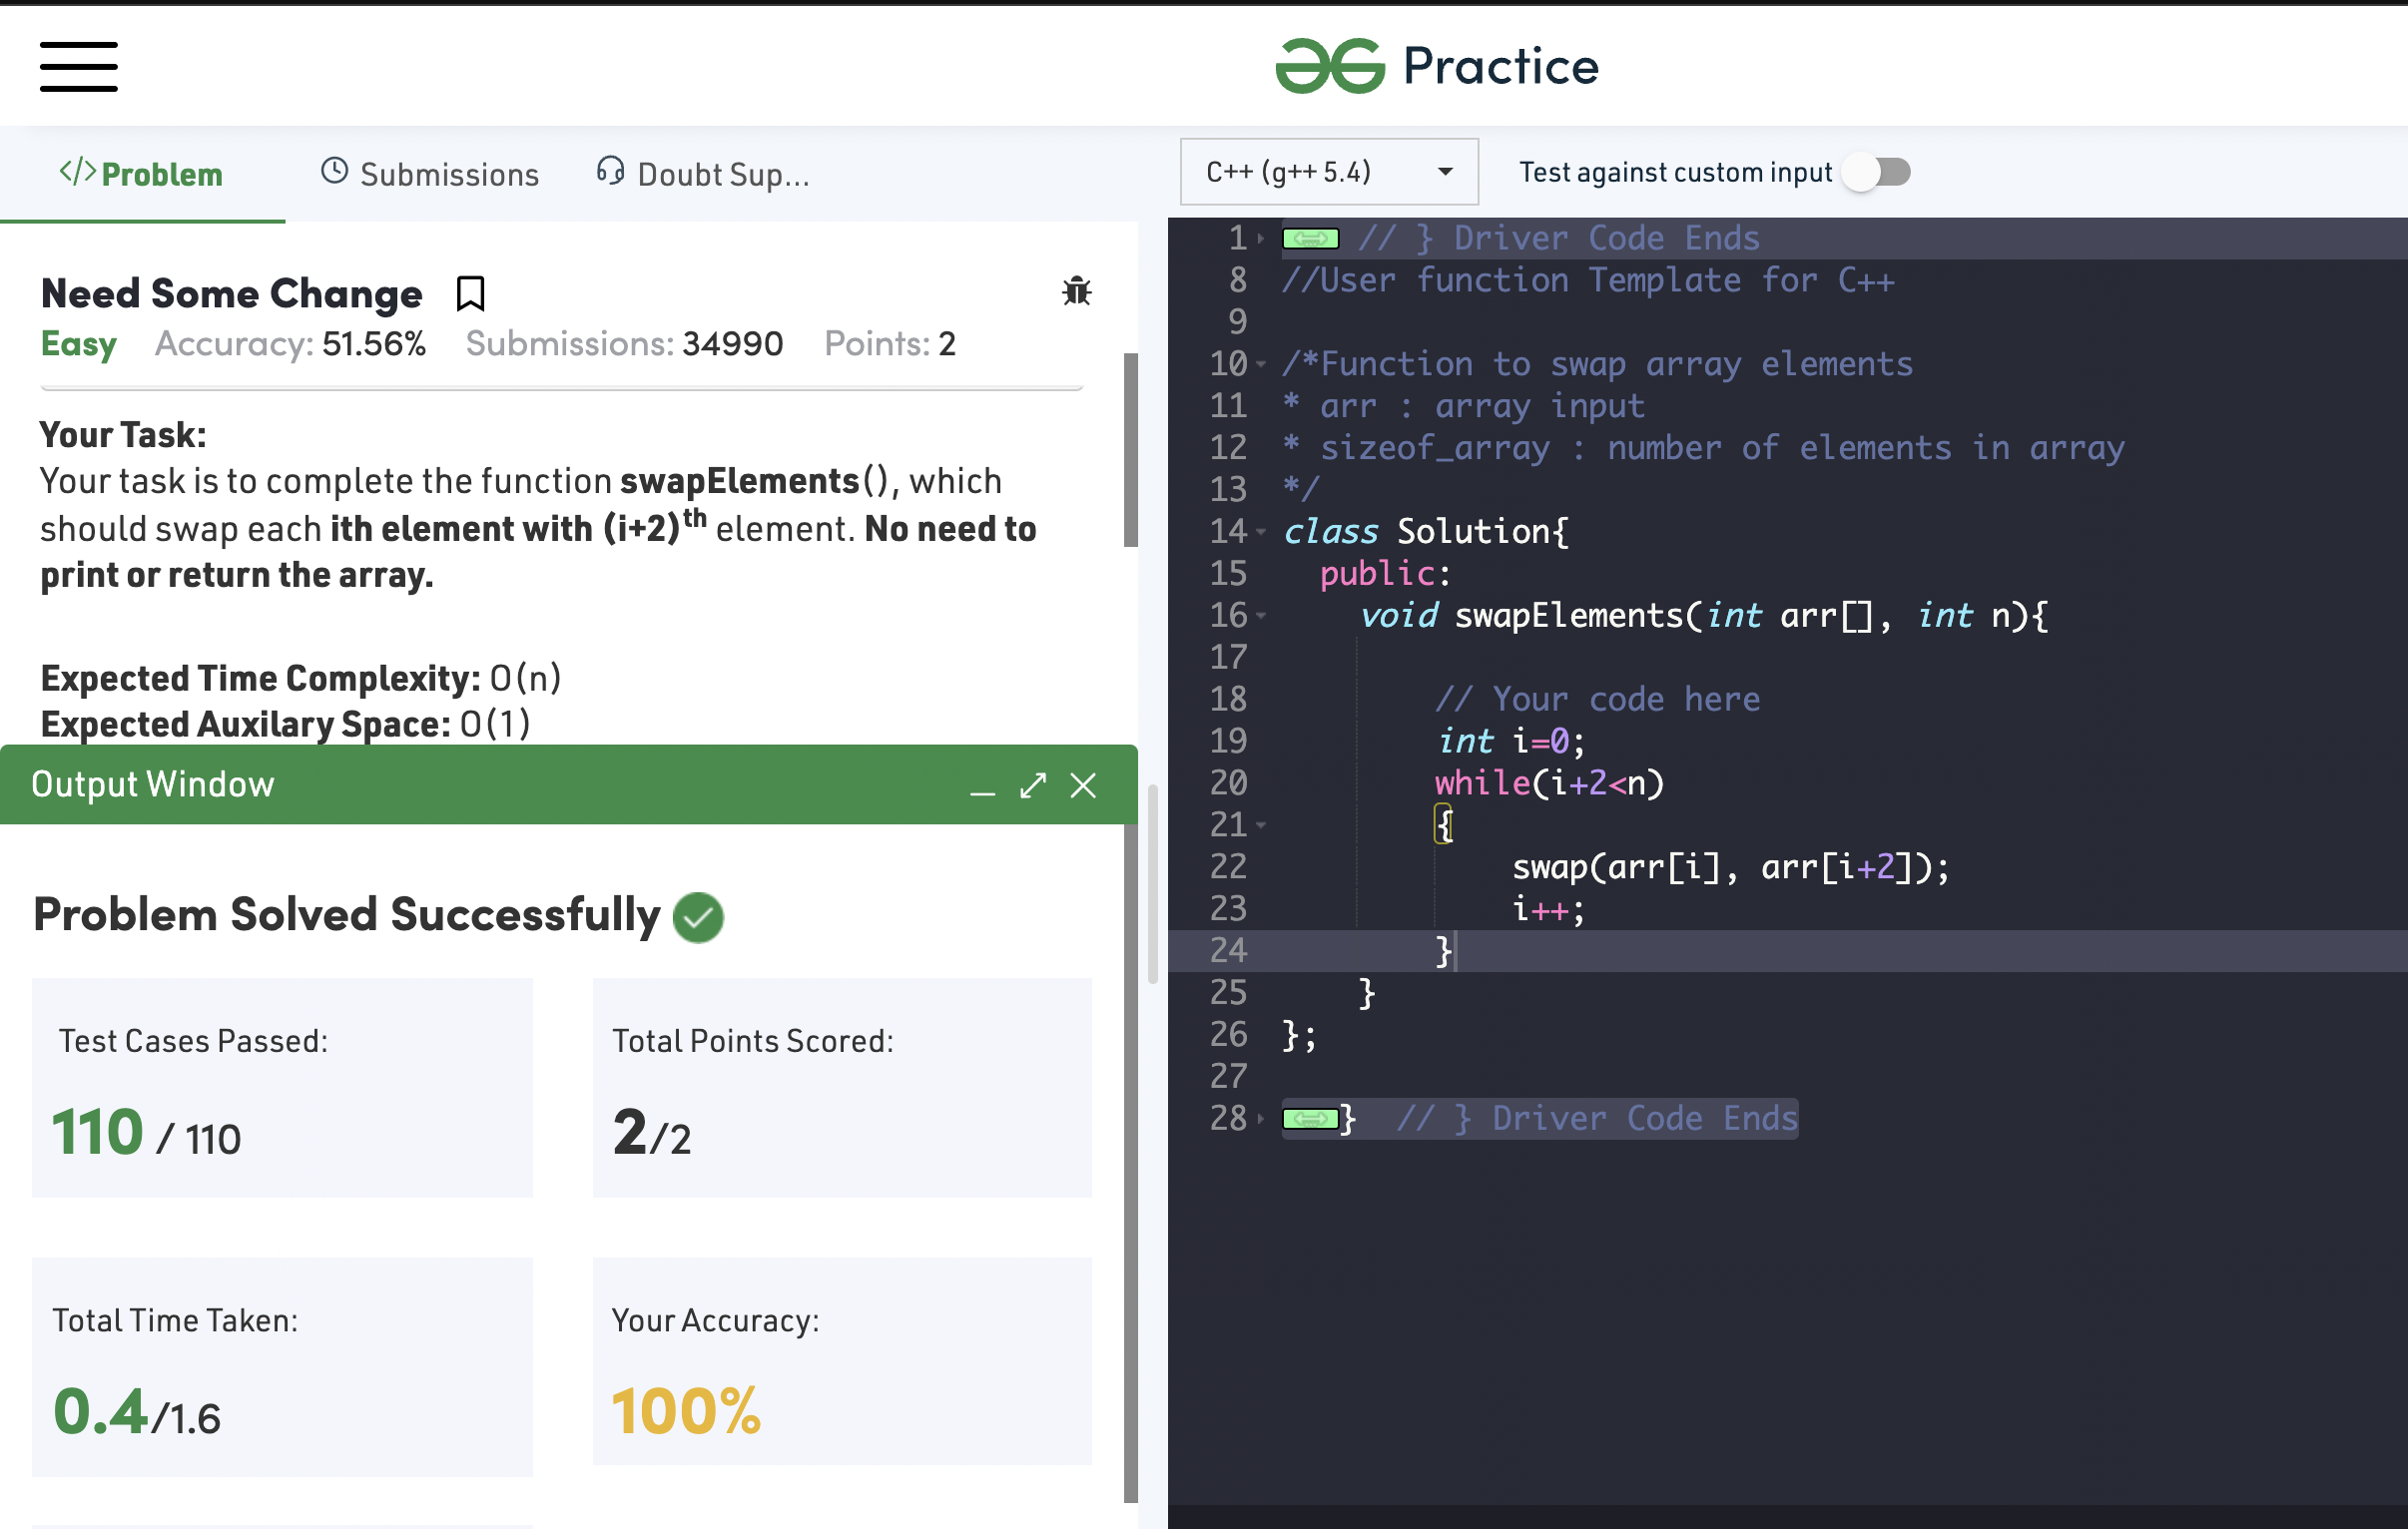 Practice
Problem
Submissions
Doubt Sup...
C++ (g++ 5.4)
Test against custom input
Need Some Change
Easy Accuracy: 51.56% Submissions: 34990 Points: 2
Your Task:
Your task is to complete the function swapElements(), which
should swap each ith element with (i+2)th element. No need to
print or return the array.
Expected Time Complexity: O(n)
Expected Auxilary Space: O(1)
Output Window
Problem Solved Successfully
Test Cases Passed:
110 / 110
Total Points Scored:
2/2
Total Time Taken:
0.4/1.6
Your Accuracy:
100%
1 // } Driver Code Ends
8 //User function Template for C++
9
10 /*Function to swap array elements
11 * arr : array input
12 * sizeof_array : number of elements in array
13 */
14 class Solution{
15 public:
16 void swapElements(int arr[], int n){
17
18 // Your code here
19 int i=0;
20 while(i+2<n)
21 {
22 swap(arr[i], arr[i+2]);
23 i++;
24 }
25 }
26 };
27
28 } // } Driver Code Ends